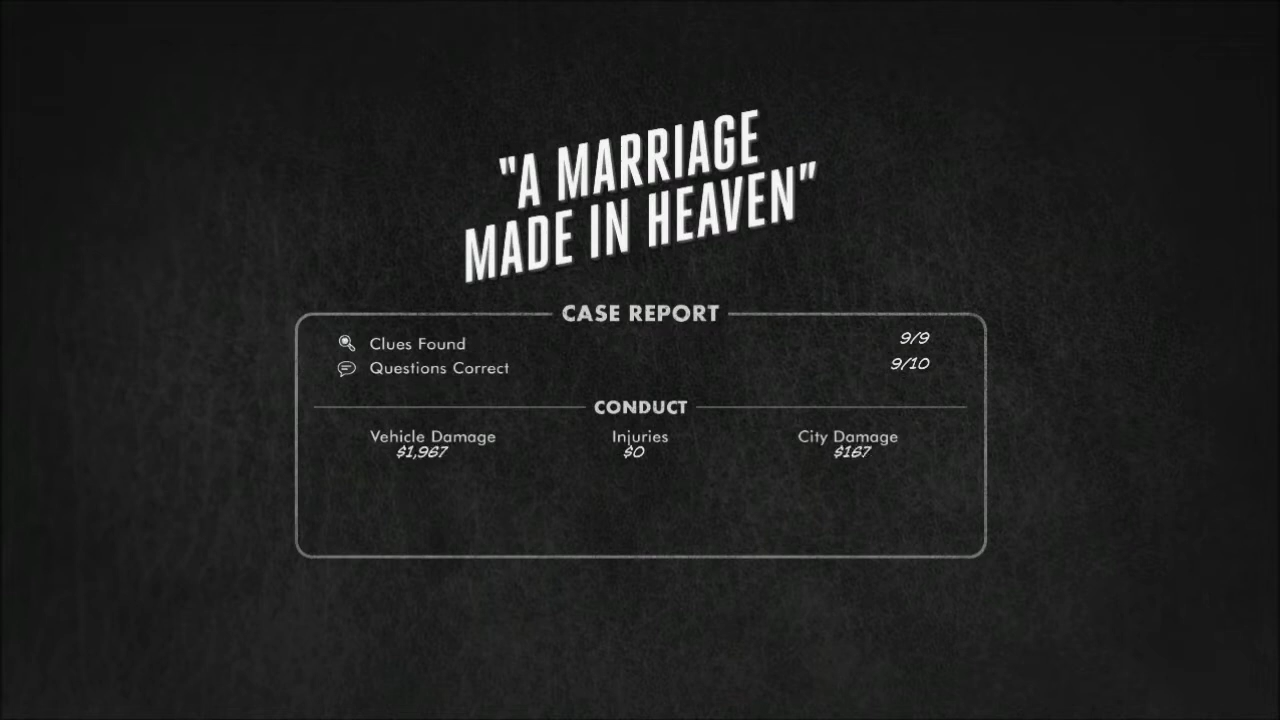 "A MARRIAGE
MADE IN HEAVEN"
CASE REPORT
Clues Found 9/9
Questions Correct 9/10
CONDUCT
Vehicle Damage Injuries City Damage
$1,967 $0 $167